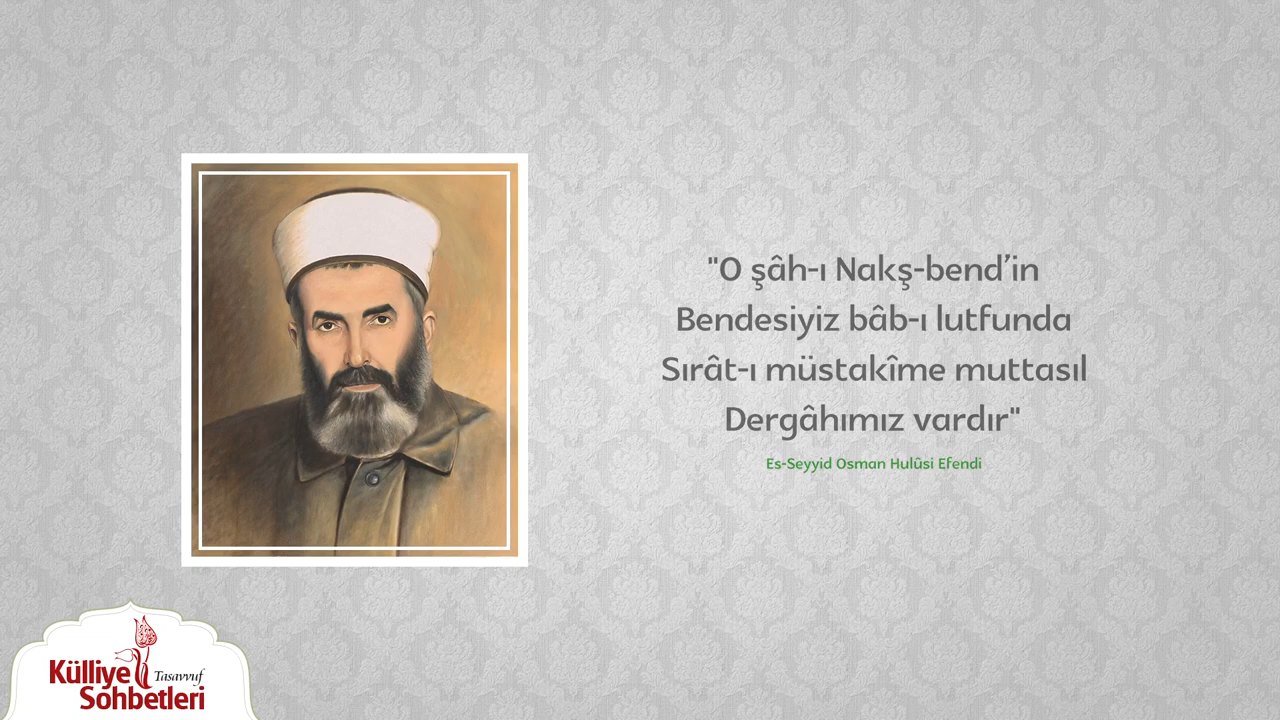 "O şâh-ı Nakş-bend’in
Bendesiyiz bâb-ı lutfunda
Sırât-ı müstakîme muttasıl
Dergâhımız vardır"
Es-Seyyid Osman Hulûsi Efendi
Külliye Tasavvuf
Sohbetleri